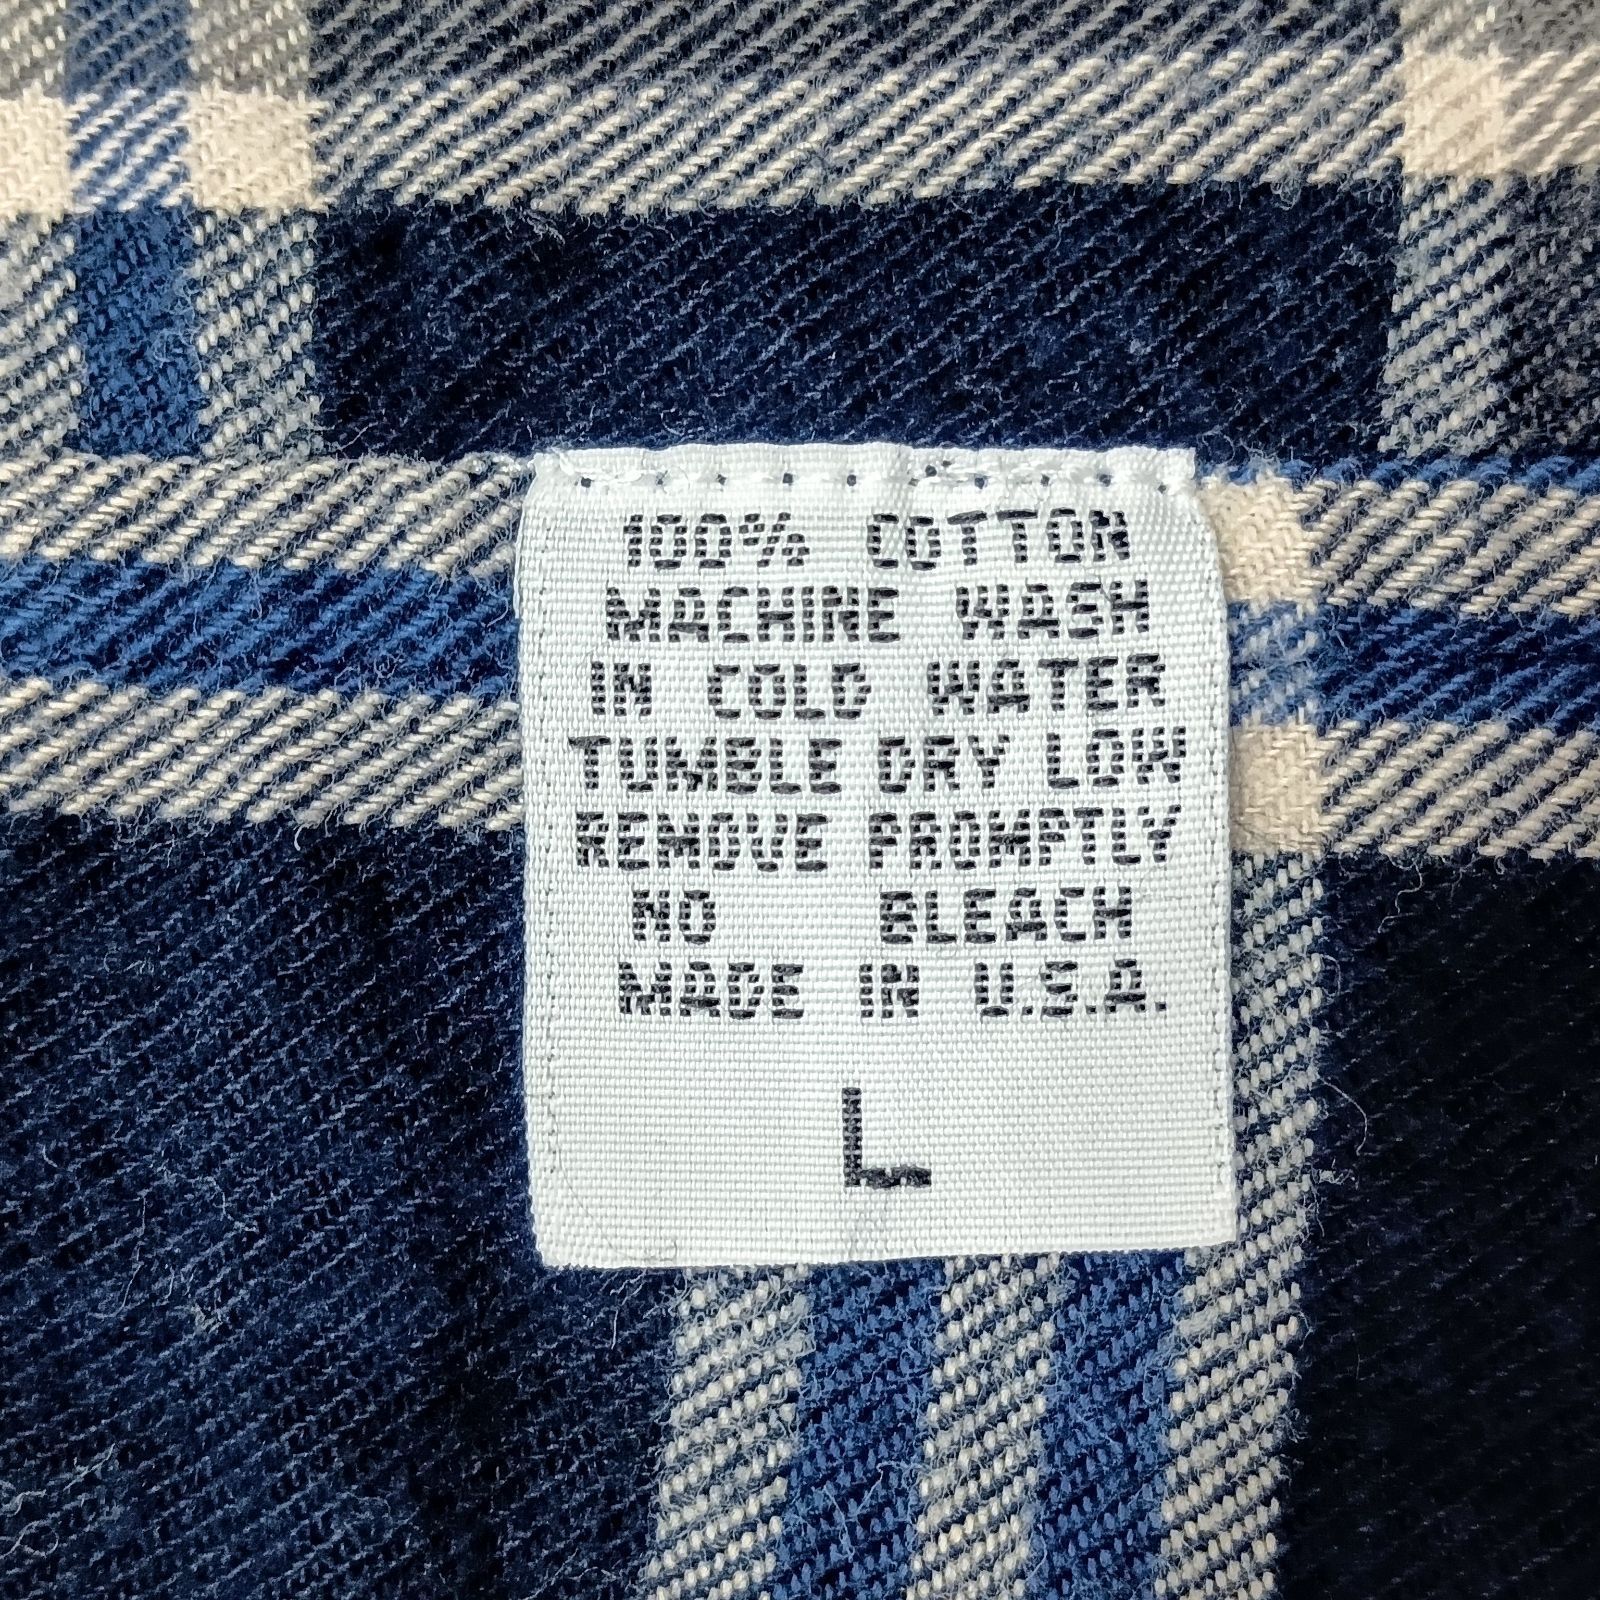 100% COTTON
MACHINE WASH
IN COLD WATER
TUMBLE DRY LOW
REMOVE PROMPTLY
NO BLEACH
MADE IN U.S.A.
L